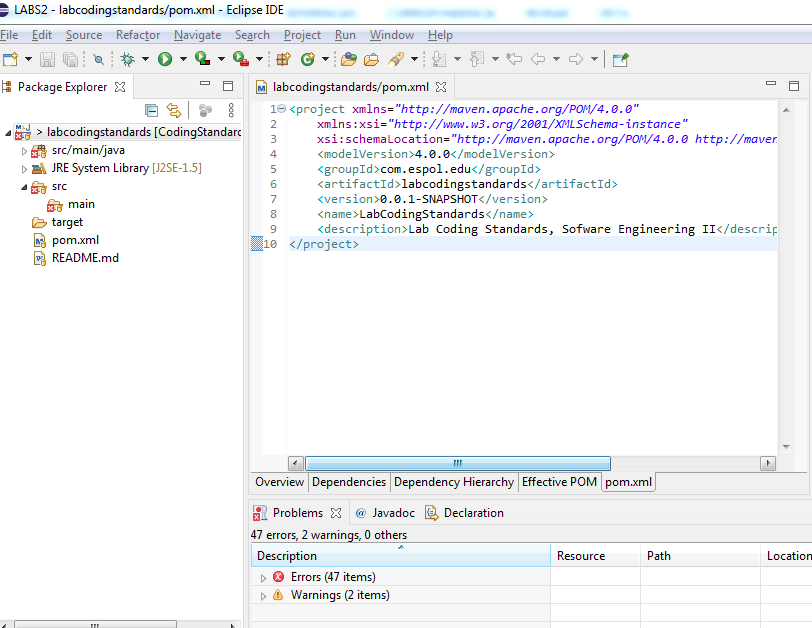 LABS2 - labcodingstandards/pom.xml - Eclipse IDE
File Edit Source Refactor Navigate Search Project Run Window Help
Package Explorer
> labcodingstandards [CodingStandarc
src/main/java
JRE System Library [J2SE-1.5]
src
main
target
pom.xml
README.md
labcodingstandards/pom.xml
1 <project xmlns="http://maven.apache.org/POM/4.0.0"
2 xmlns:xsi="http://www.w3.org/2001/XMLSchema-instance"
3 xsi:schemaLocation="http://maven.apache.org/POM/4.0.0 http://maven
4 <modelVersion>4.0.0</modelVersion>
5 <groupId>com.espol.edu</groupId>
6 <artifactId>labcodingstandards</artifactId>
7 <version>0.0.1-SNAPSHOT</version>
8 <name>LabCodingStandards</name>
9 <description>Lab Coding Standards, Sofware Engineering II</descrip
10 </project>
Overview Dependencies Dependency Hierarchy Effective POM pom.xml
Problems @ Javadoc Declaration
47 errors, 2 warnings, 0 others
Description Resource Path Location
Errors (47 items)
Warnings (2 items)